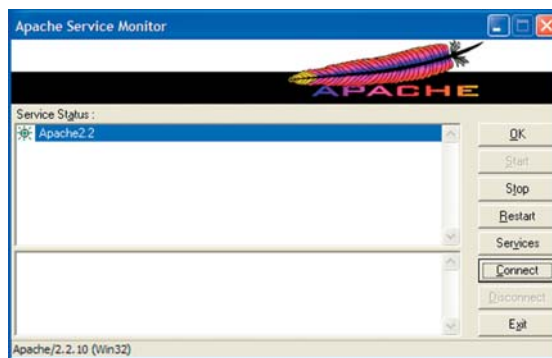 Apache Service Monitor
APACHE
Service Status :
Apache2.2
OK
Start
Stop
Restart
Services
Connect
Disconnect
Exit
Apache/2.2.10 (Win32)